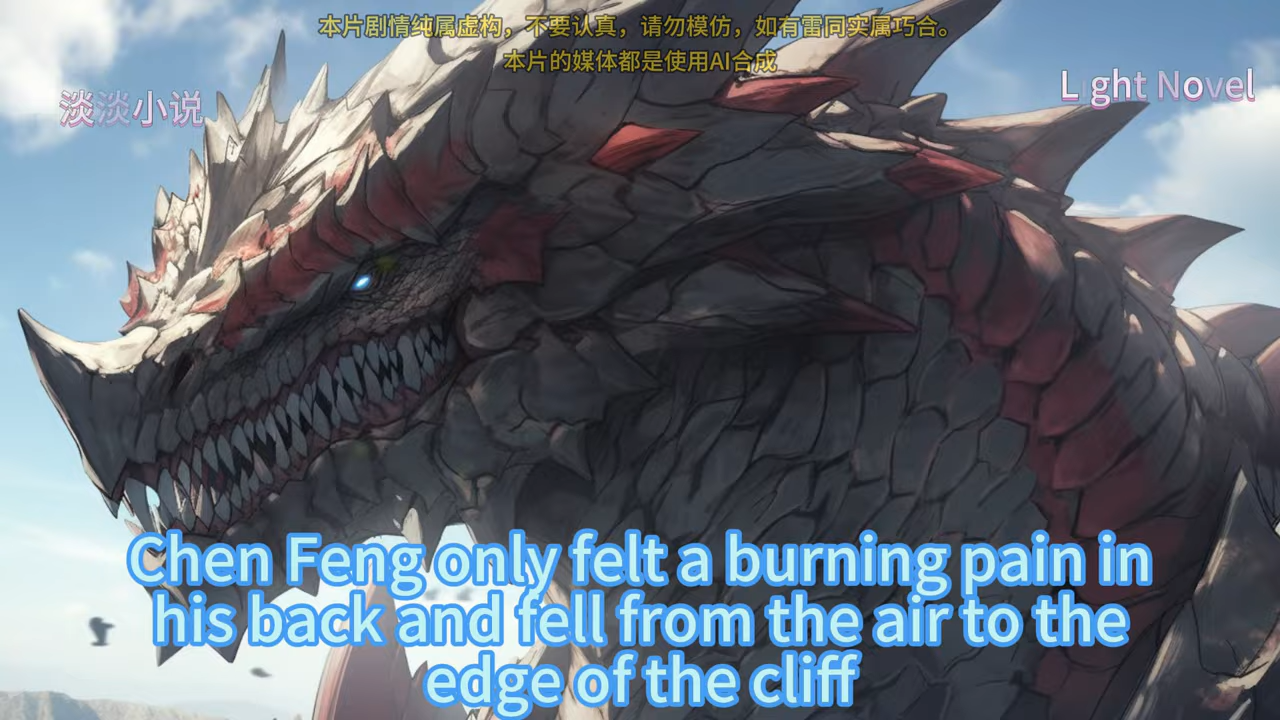 本片剧情纯属虚构，不要认真，请勿模仿，如有雷同实属巧合。
本片的媒体都是使用AI合成
淡淡小说
Light Novel
Chen Feng only felt a burning pain in
his back and fell from the air to the
edge of the cliff